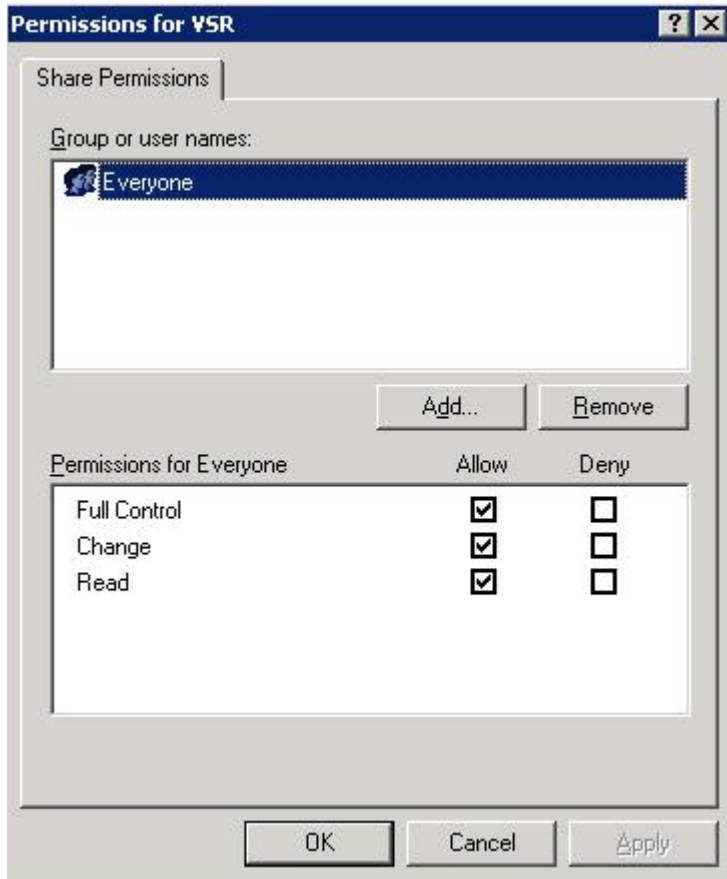 Permissions for VSR
Share Permissions
Group or user names:
Everyone
Add... Remove
Permissions for Everyone Allow Deny
Full Control
Change
Read
OK Cancel Apply